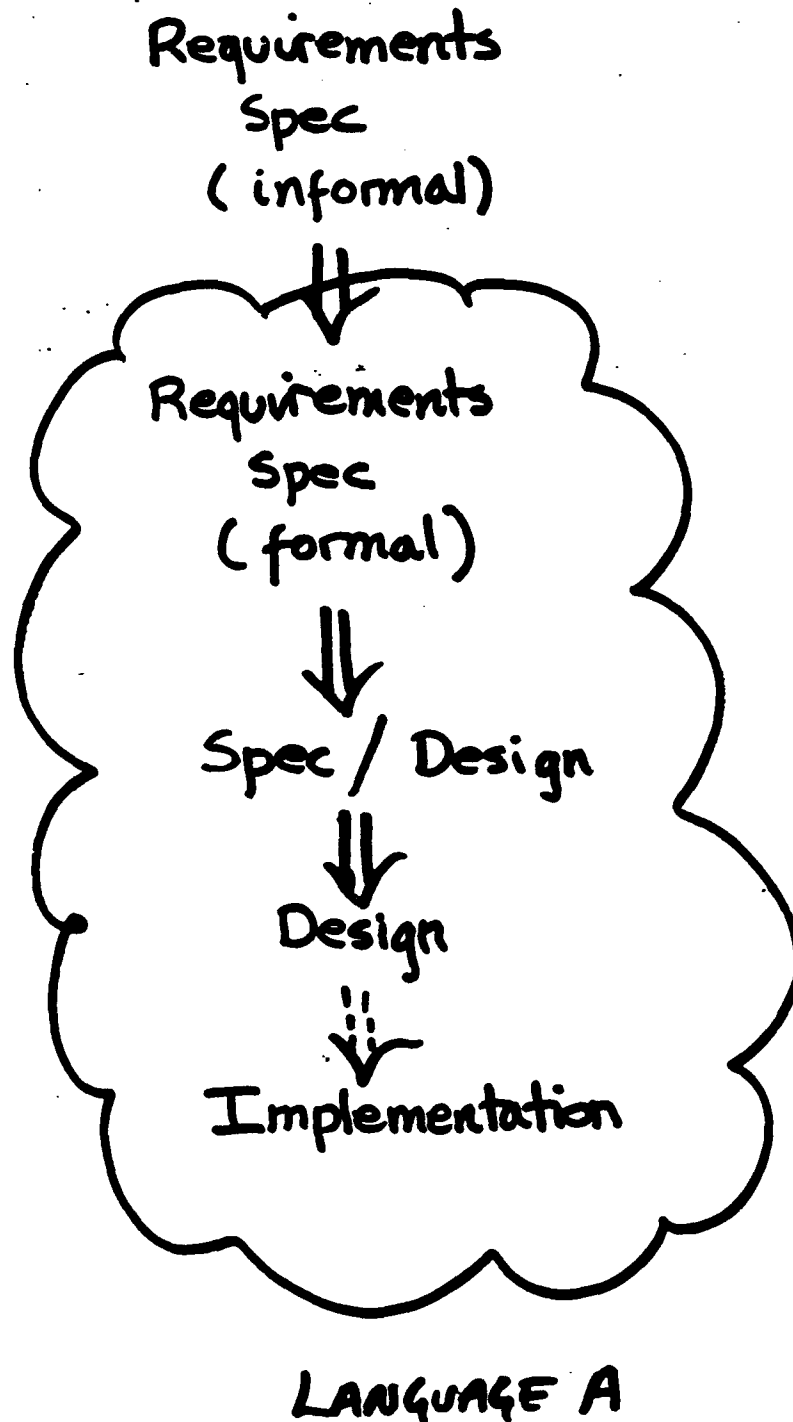 Requirements
Spec
(informal)
Requirements
Spec
(formal)
Spec / Design
Design
Implementation
LANGUAGE A